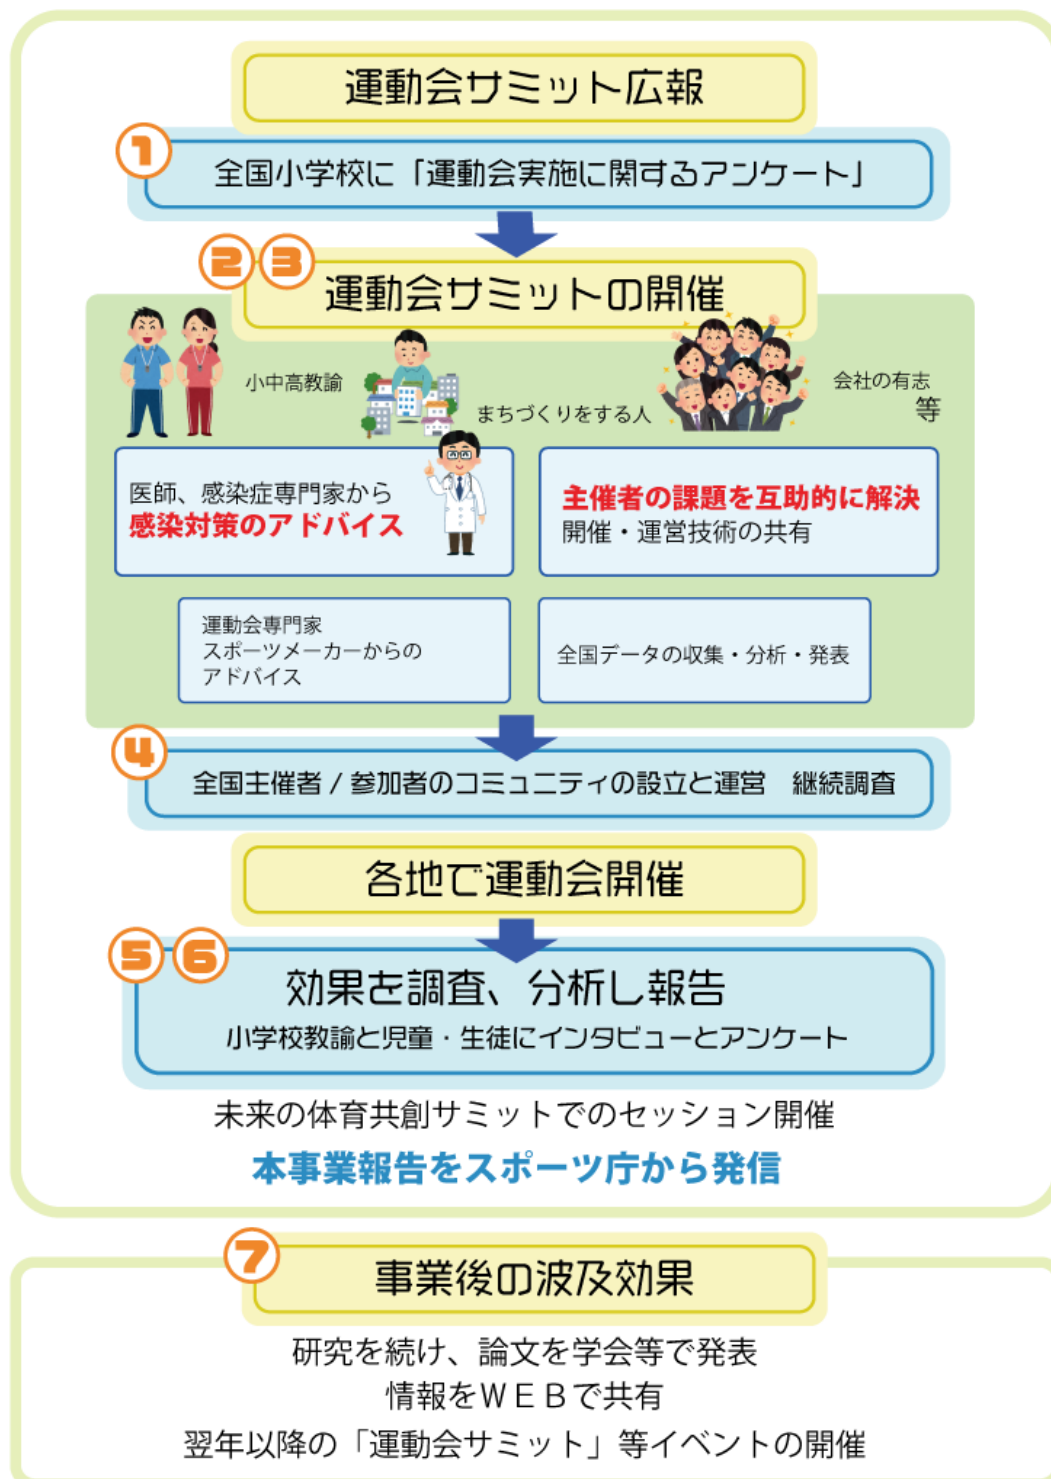 運動会サミット広報
1
全国小学校に「運動会実施に関するアンケート」
2 3
運動会サミットの開催
小中高教諭
まちづくりをする人
会社の有志
等
医師、感染症専門家から
感染対策のアドバイス
主催者の課題を互助的に解決
開催・運営技術の共有
運動会専門家
スポーツメーカーからの
アドバイス
全国データの収集・分析・発表
4
全国主催者 / 参加者のコミュニティの設立と運営　継続調査
各地で運動会開催
5 6
効果を調査、分析し報告
小学校教諭と児童・生徒にインタビューとアンケート
未来の体育共創サミットでのセッション開催
本事業報告をスポーツ庁から発信
7
事業後の波及効果
研究を続け、論文を学会等で発表
情報をＷＥＢで共有
翌年以降の「運動会サミット」等イベントの開催